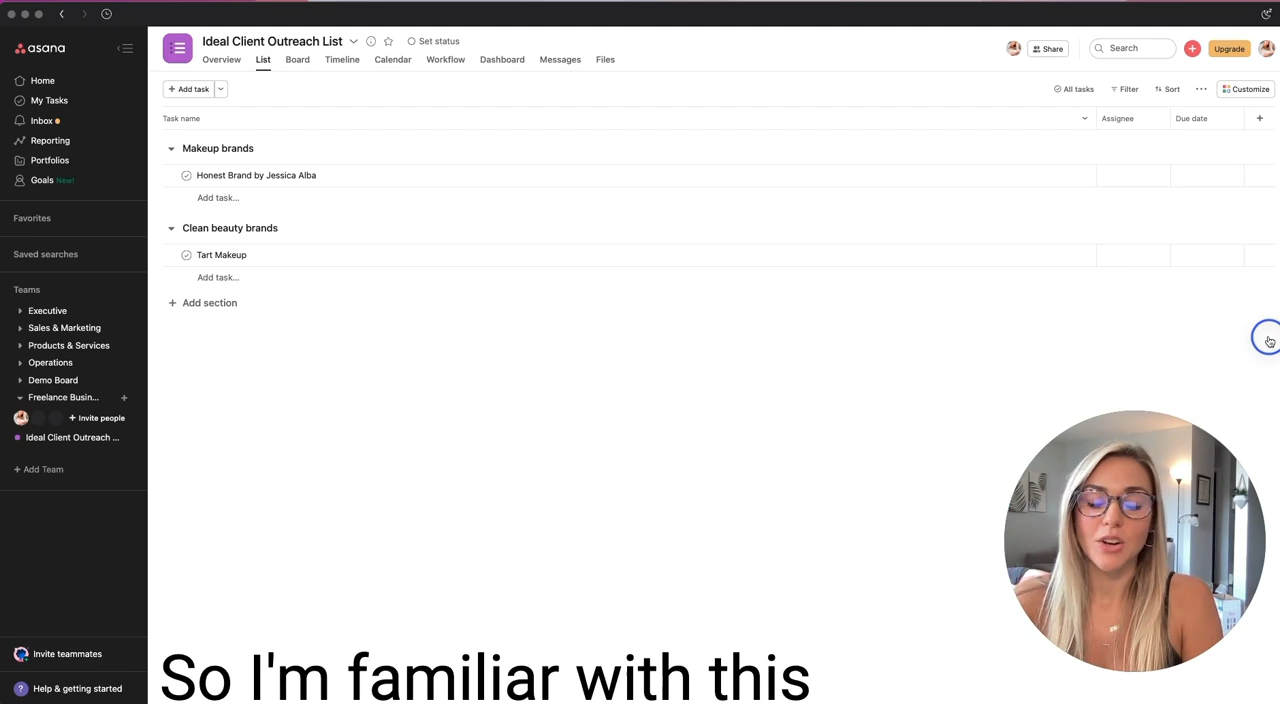 asana
Home
My Tasks
Inbox
Reporting
Portfolios
Goals New!
Favorites
Saved searches
Teams
Executive
Sales & Marketing
Products & Services
Operations
Demo Board
Freelance Busin... +
+ Invite people
Ideal Client Outreach ...
+ Add Team
Invite teammates
? Help & getting started
Ideal Client Outreach List
Set status
Share
Search
+
Upgrade
Overview List Board Timeline Calendar Workflow Dashboard Messages Files
+ Add task
All tasks Filter Sort ... Customize
Task name Assignee Due date +
Makeup brands
Honest Brand by Jessica Alba
Add task...
Clean beauty brands
Tart Makeup
Add task...
+ Add section
So I'm familiar with this